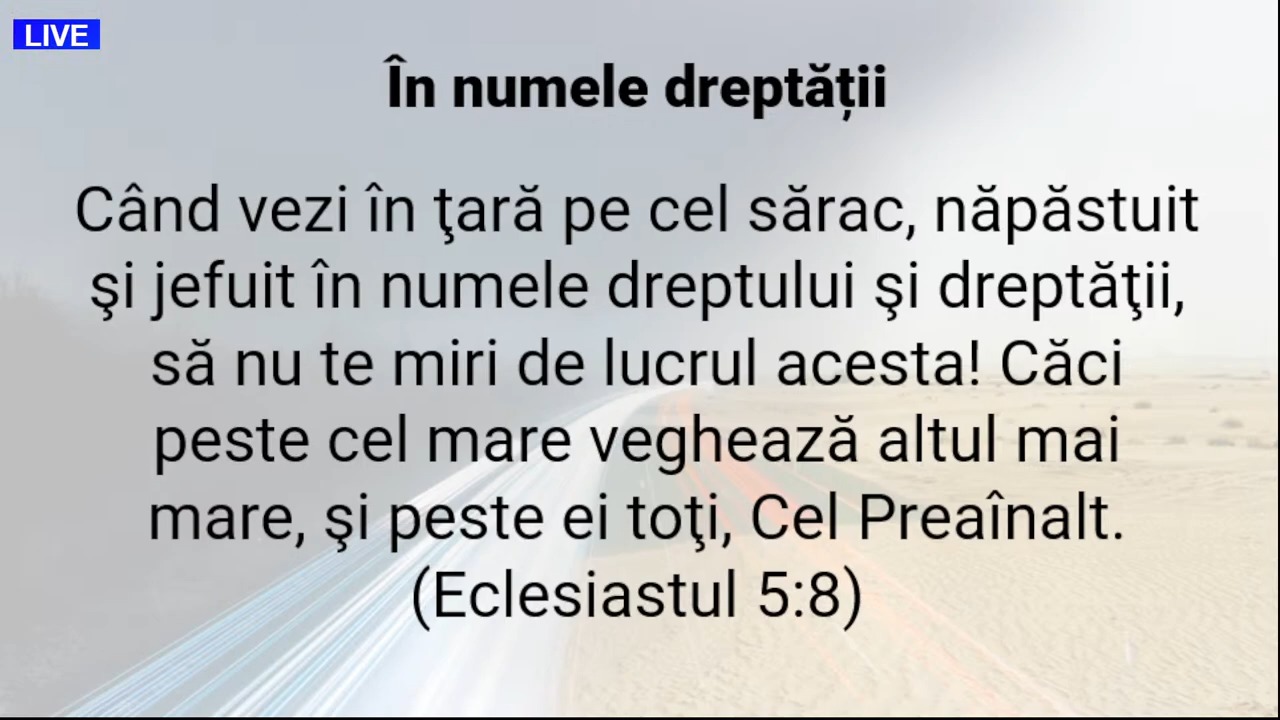 LIVE
În numele dreptății
Când vezi în ţară pe cel sărac, năpăstuit
şi jefuit în numele dreptului şi dreptăţii,
să nu te miri de lucrul acesta! Căci
peste cel mare veghează altul mai
mare, şi peste ei toţi, Cel Preaînalt.
(Eclesiastul 5:8)